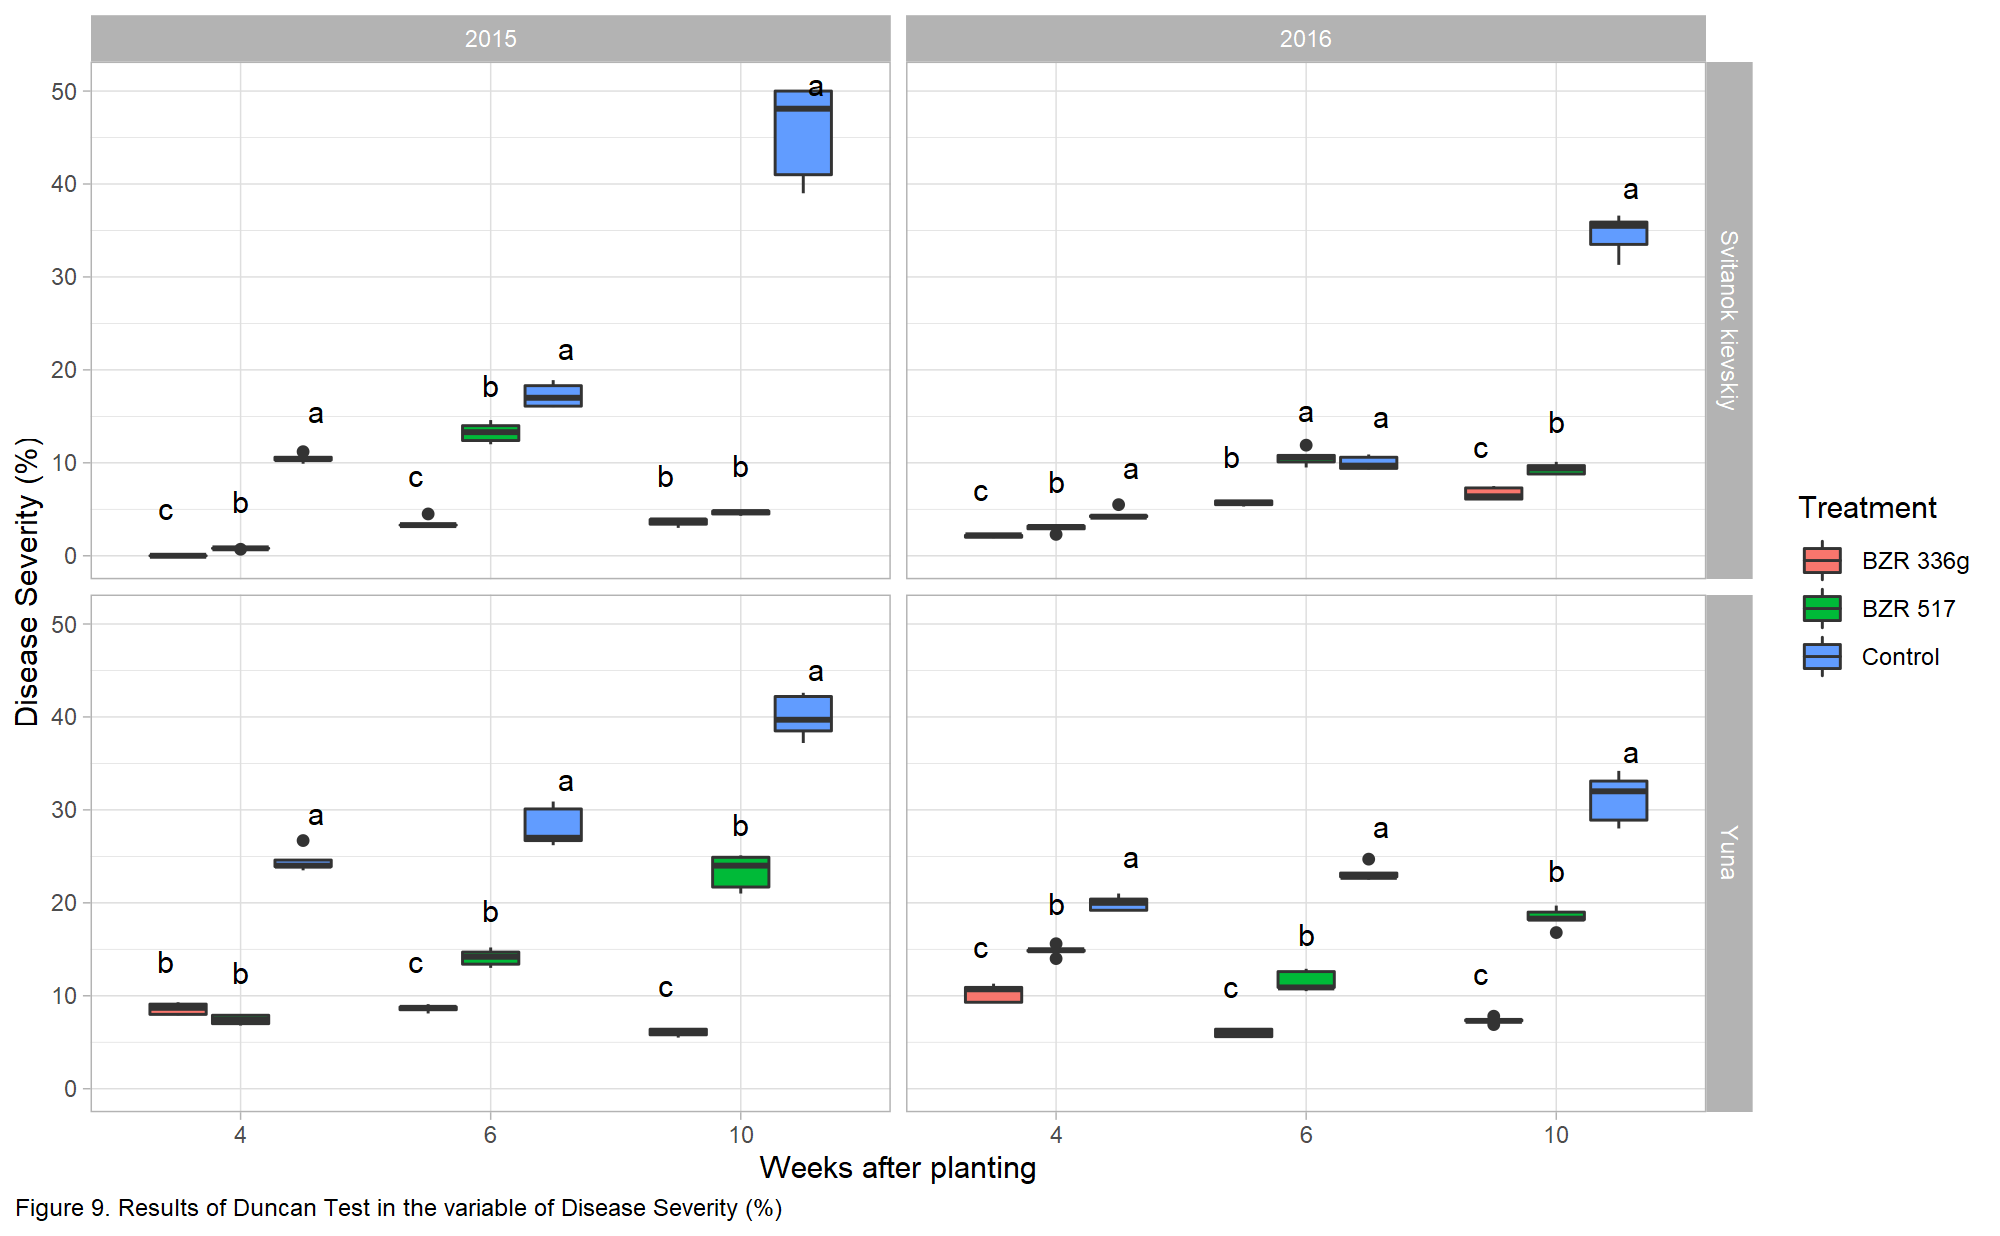 2015
2016
50
40
30
20
10
0
a
a
b
c
a
c
b
a
b
b
a
c
b
a
b
a
a
c
b
a
Svitanok kievskiy
50
40
30
20
10
0
b
b
a
c
b
a
c
b
a
c
b
a
c
b
a
c
b
a
Yuna
4
6
10
4
6
10
Disease Severity (%)
Weeks after planting
Treatment
BZR 336g
BZR 517
Control
Figure 9. Results of Duncan Test in the variable of Disease Severity (%)